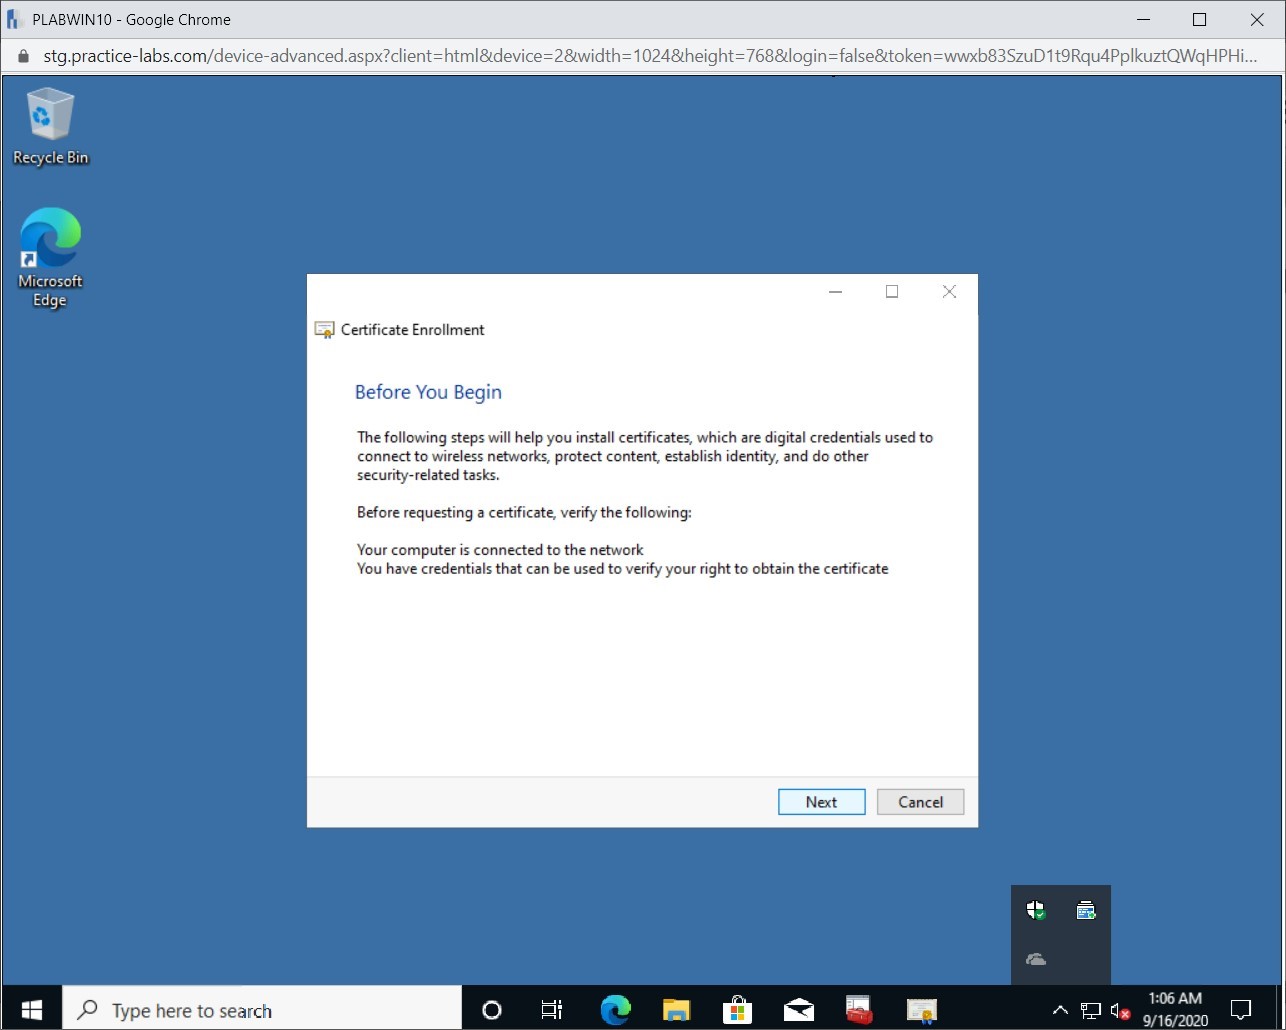 PLABWIN10 - Google Chrome
stg.practice-labs.com/device-advanced.aspx?client=html&device=2&width=1024&height=768&login=false&token=wwxb83SzuD1t9Rqu4PplkuztQWqHPHi...
Recycle Bin
Microsoft
Edge
Certificate Enrollment
Before You Begin
The following steps will help you install certificates, which are digital credentials used to
connect to wireless networks, protect content, establish identity, and do other
security-related tasks.
Before requesting a certificate, verify the following:
Your computer is connected to the network
You have credentials that can be used to verify your right to obtain the certificate
Next
Cancel
Type here to search
1:06 AM
9/16/2020